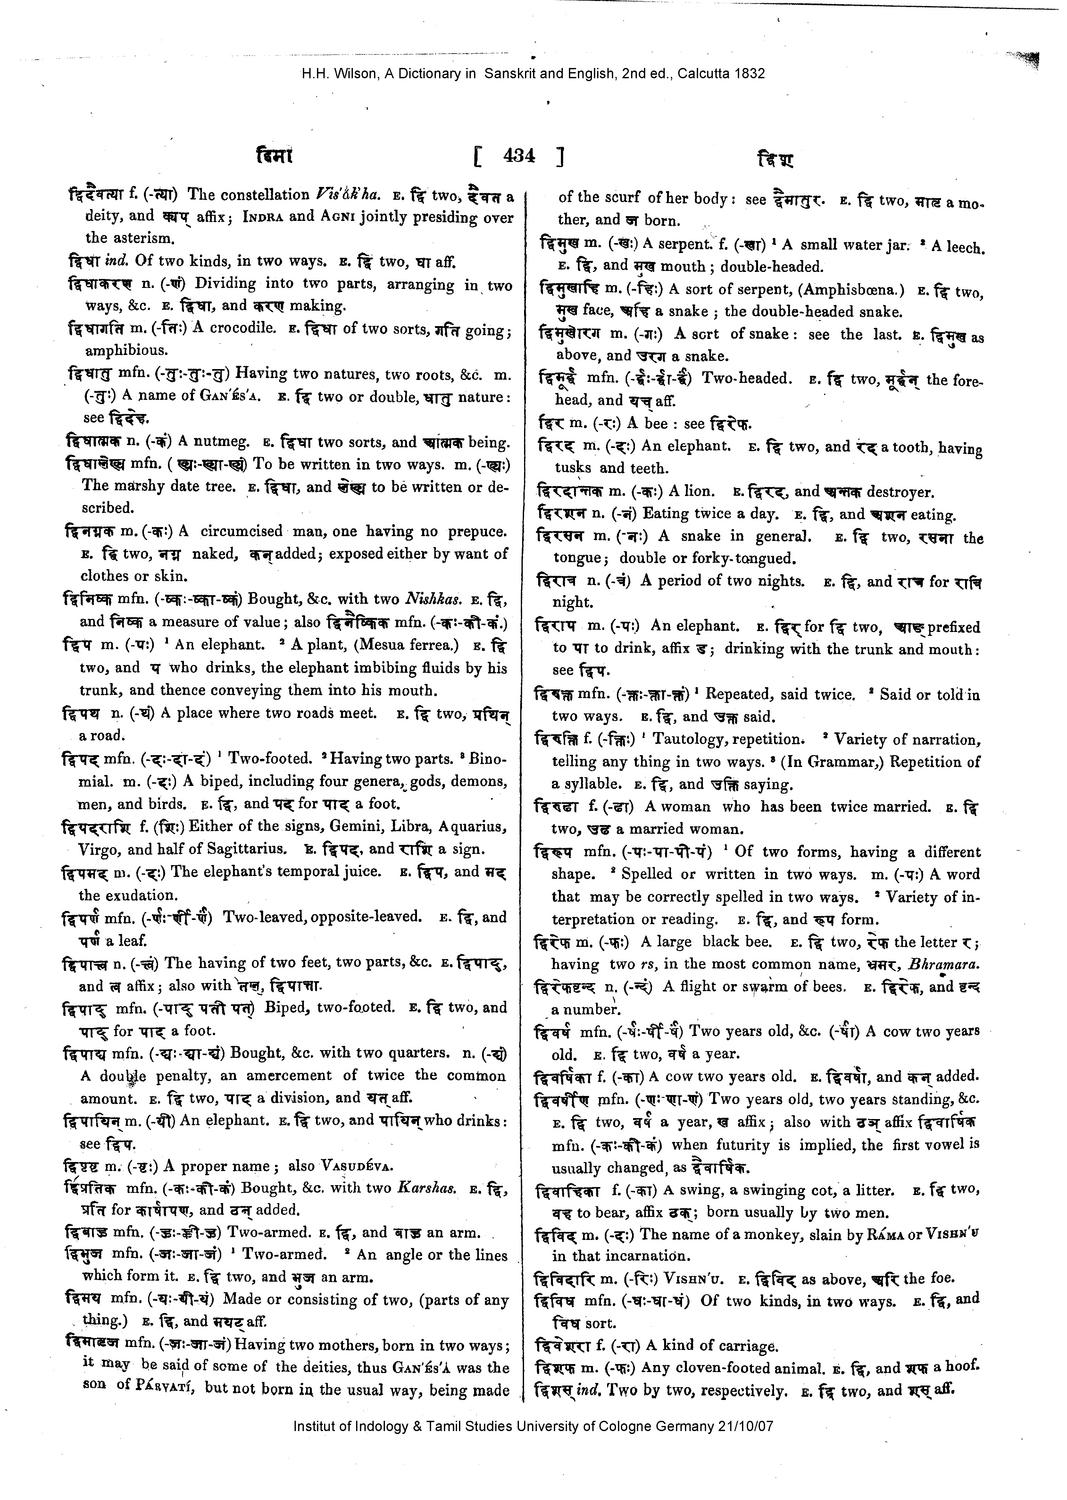 H.H. Wilson, A Dictionary in Sanskrit and English, 2nd ed., Calcutta 1832
द्विमा
[ 434 ]
द्विश
द्विदैवत्या f. (-त्या) The constellation Vis'ák'ha. E. द्वि two, दैवत a
deity, and ष्यप् affix; INDRA and AGNI jointly presiding over
the asterism.
द्विधा ind. Of two kinds, in two ways. E. द्वि two, धा aff.
द्विधाकरण n. (-णं) Dividing into two parts, arranging in two
ways, &c. E. द्विधा, and करण making.
द्विधागति m. (-तिः) A crocodile. E. द्विधा of two sorts, गति going;
amphibious.
द्विधातु mfn. (-तुः-तुः-तु) Having two natures, two roots, &c. m.
(-तुः) A name of GAN'ÉS'A. E. द्वि two or double, धातु nature:
see द्विदेह.
द्विधात्मक n. (-कं) A nutmeg. E. द्विधा two sorts, and आत्मक being.
द्विधालेख्य mfn. ( ख्यः-ख्या-ख्यं) To be written in two ways. m. (-ख्यः)
The marshy date tree. E. द्विधा, and लेख्य to be written or de-
scribed.
द्विनग्नक m. (-कः) A circumcised man, one having no prepuce.
E. द्वि two, नग्न naked, कन् added; exposed either by want of
clothes or skin.
द्विनिष्क mfn. (-ष्कः-ष्का-ष्कं) Bought, &c. with two Nishkas. E. द्वि,
and निष्क a measure of value; also द्विनैष्किक mfn. (-कः-की-कं.)
द्विप m. (-पः) ¹ An elephant. ² A plant, (Mesua ferrea.) E. द्वि
two, and प who drinks, the elephant imbibing fluids by his
trunk, and thence conveying them into his mouth.
द्विपथ n. (-थं) A place where two roads meet. E. द्वि two, पथिन्
a road.
द्विपद mfn. (-दः-दा-दं) ¹ Two-footed. ² Having two parts. ³ Bino-
mial. m. (-दः) A biped, including four genera, gods, demons,
men, and birds. E. द्वि, and पद for पाद a foot.
द्विपदराशि f. (शिः) Either of the signs, Gemini, Libra, Aquarius,
Virgo, and half of Sagittarius. E. द्विपद, and राशि a sign.
द्विपमद m. (-दः) The elephant's temporal juice. E. द्विप, and मद
the exudation.
द्विपर्ण mfn. (-र्णः-र्णी-र्णं) Two-leaved, opposite-leaved. E. द्वि, and
पर्ण a leaf.
द्विपात्त्व n. (-त्त्वं) The having of two feet, two parts, &c. E. द्विपाद्,
and त्व affix; also with तल्, द्विपात्ता.
द्विपाद् mfn. (-पाद् पदी पत्) Biped, two-footed. E. द्वि two, and
पाद् for पाद a foot.
द्विपाद्य mfn. (-द्यः-द्या-द्यं) Bought, &c. with two quarters. n. (-द्यं)
A double penalty, an amercement of twice the common
amount. E. द्वि two, पाद a division, and यत् aff.
द्विपायिन् m. (-यी) An elephant. E. द्वि two, and पायिन् who drinks:
see द्विप.
द्विपृष्ठ m. (-ष्ठः) A proper name; also VASUDÉVA.
द्विप्रतिक mfn. (-कः-की-कं) Bought, &c. with two Karshas. E. द्वि,
प्रति for कार्षापण, and ठन् added.
द्विबाहु mfn. (-हुः-हुः-हु) Two-armed. E. द्वि, and बाहु an arm.
द्विभुज mfn. (-जः-जा-जं) ¹ Two-armed. ² An angle or the lines
which form it. E. द्वि two, and भुज an arm.
द्विमय mfn. (-यः-यी-यं) Made or consisting of two, (parts of any
thing.) E. द्वि, and मयट् aff.
द्विमातृज mfn. (-जः-जा-जं) Having two mothers, born in two ways;
it may be said of some of the deities, thus GAN'ÉS'A was the
son of PÁRVATÍ, but not born in the usual way, being made
of the scurf of her body: see द्वैमातुर. E. द्वि two, मातृ a mo-
ther, and ज born.
द्विमुख m. (-खः) A serpent. f. (-खा) ¹ A small water jar. ² A leech.
E. द्वि, and मुख mouth; double-headed.
द्विमुखाहि m. (-हिः) A sort of serpent, (Amphisbœna.) E. द्वि two,
मुख face, अहि a snake; the double-headed snake.
द्विमुखोरग m. (-गः) A sort of snake: see the last. E. द्विमुख as
above, and उरग a snake.
द्विमूर्द्ध mfn. (-र्द्धः-र्द्धा-र्द्धं) Two-headed. E. द्वि two, मूर्द्धन् the fore-
head, and षच् aff.
द्विर m. (-रः) A bee: see द्विरेफ.
द्विरद m. (-दः) An elephant. E. द्वि two, and रद a tooth, having
tusks and teeth.
द्विरदान्तक m. (-कः) A lion. E. द्विरद, and अन्तक destroyer.
द्विरशन n. (-नं) Eating twice a day. E. द्वि, and अशन eating.
द्विरसन m. (-नः) A snake in general. E. द्वि two, रसना the
tongue; double or forky-tongued.
द्विरात्र n. (-त्रं) A period of two nights. E. द्वि, and रात्र for रात्रि
night.
द्विराप m. (-पः) An elephant. E. द्विर् for द्वि two, आङ् prefixed
to पा to drink, affix ड; drinking with the trunk and mouth:
see द्विप.
द्विरुक्त mfn. (-क्तः-क्ता-क्तं) ¹ Repeated, said twice. ² Said or told in
two ways. E. द्वि, and उक्त said.
द्विरुक्ति f. (-क्तिः) ¹ Tautology, repetition. ² Variety of narration,
telling any thing in two ways. ³ (In Grammar,) Repetition of
a syllable. E. द्वि, and उक्ति saying.
द्विरूढा f. (-ढा) A woman who has been twice married. E. द्वि
two, ऊढ a married woman.
द्विरूप mfn. (-पः-पा-पी-पं) ¹ Of two forms, having a different
shape. ² Spelled or written in two ways. m. (-पः) A word
that may be correctly spelled in two ways. ² Variety of in-
terpretation or reading. E. द्वि, and रूप form.
द्विरेफ m. (-फः) A large black bee. E. द्वि two, रेफ the letter र;
having two rs, in the most common name, भ्रमर, Bhramara.
द्विरेफवृन्द n. (-न्दं) A flight or swarm of bees. E. द्विरेफ, and वृन्द
a number.
द्विवर्ष mfn. (-र्षः-र्षी-र्षं) Two years old, &c. (-र्षा) A cow two years
old. E. द्वि two, वर्ष a year.
द्विवर्षिका f. (-का) A cow two years old. E. द्विवर्षा, and कन् added.
द्विवर्षीण mfn. (-णः-णा-णं) Two years old, two years standing, &c.
E. द्वि two, वर्ष a year, ख affix; also with ठञ् affix द्विवार्षिक
mfn. (-कः-की-कं) when futurity is implied, the first vowel is
usually changed, as द्वैवार्षिक.
द्विवाहिका f. (-का) A swing, a swinging cot, a litter. E. द्वि two,
वह to bear, affix ठक्; born usually by two men.
द्विविद m. (-दः) The name of a monkey, slain by RÁMA or VISHN'U
in that incarnation.
द्विविदारि m. (-रिः) VISHN'U. E. द्विविद as above, अरि the foe.
द्विविध mfn. (-धः-धा-धं) Of two kinds, in two ways. E. द्वि, and
विध sort.
द्विवेशरा f. (-रा) A kind of carriage.
द्विशफ m. (-फः) Any cloven-footed animal. E. द्वि, and शफ a hoof.
द्विशस् ind. Two by two, respectively. E. द्वि two, and शस् aff.
Institut of Indology & Tamil Studies University of Cologne Germany 21/10/07